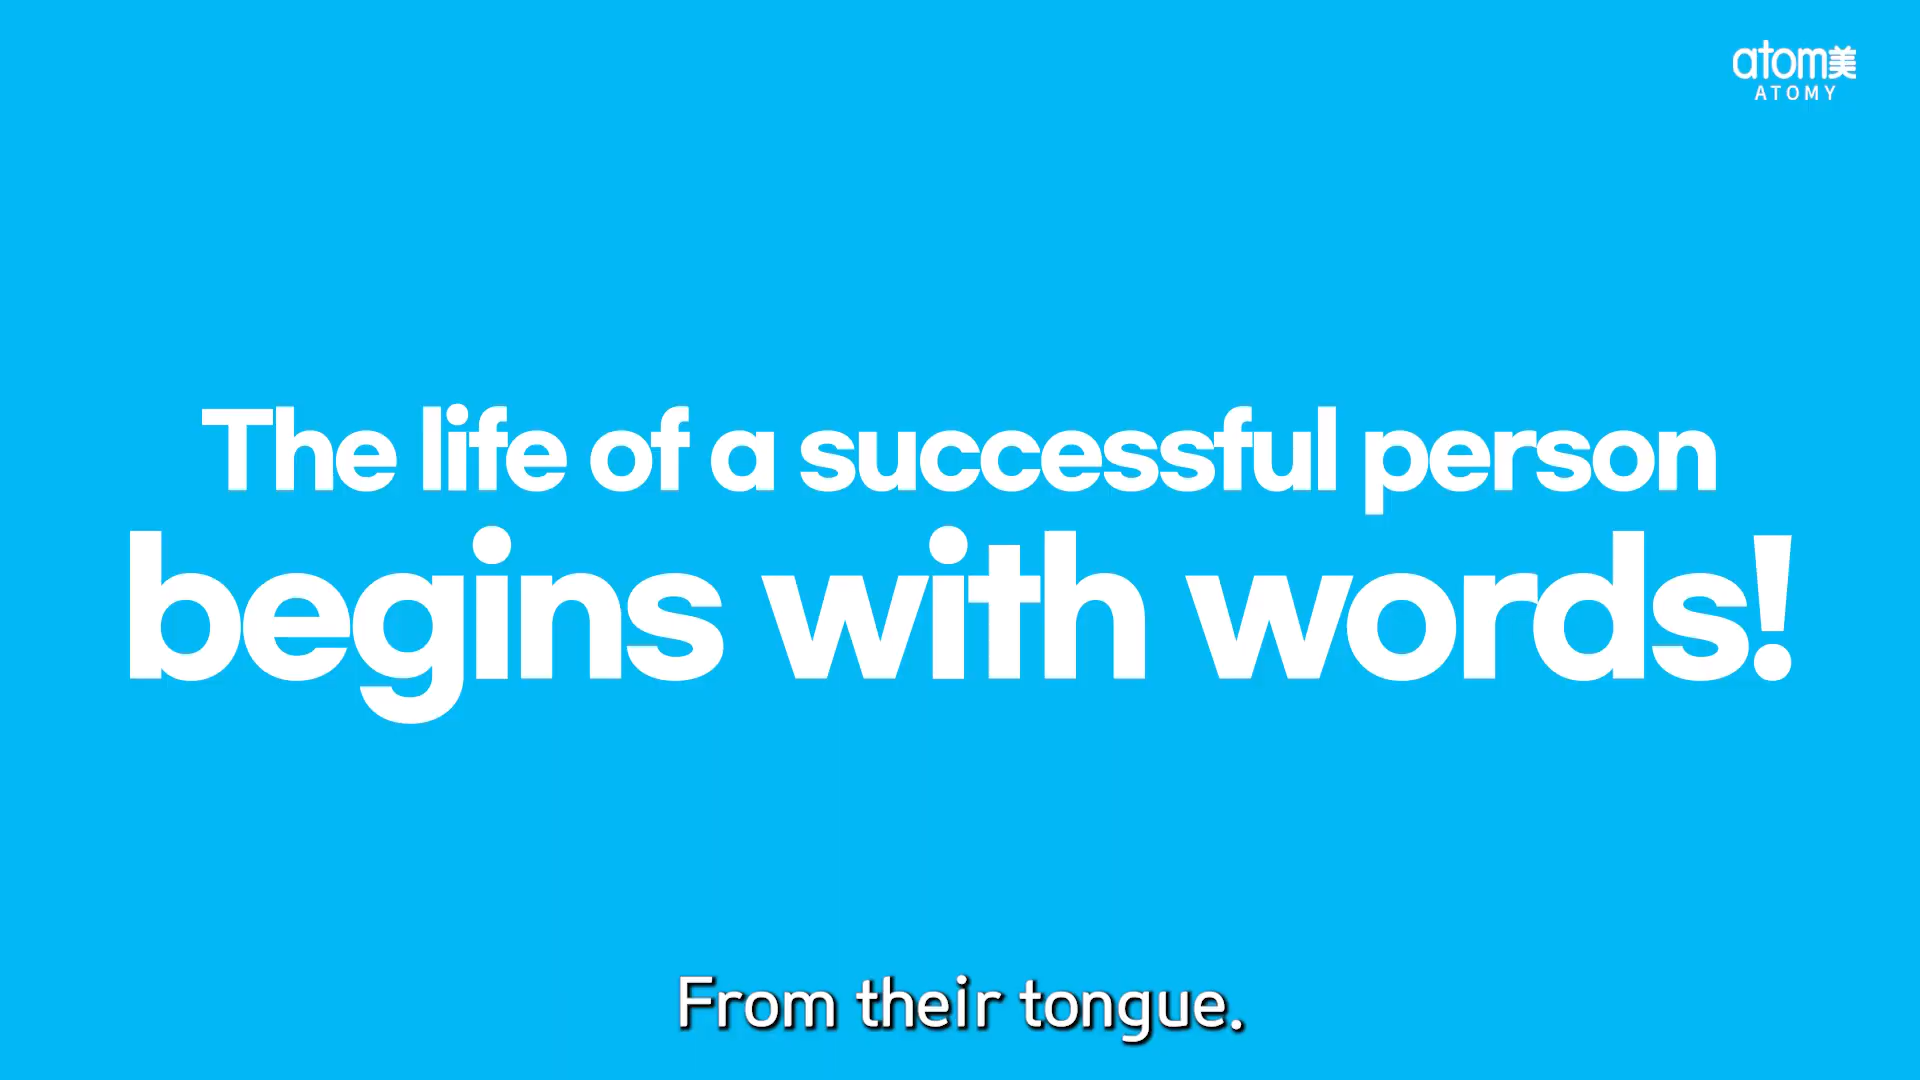 atom美
ATOMY
The life of a successful person
begins with words!
From their tongue.